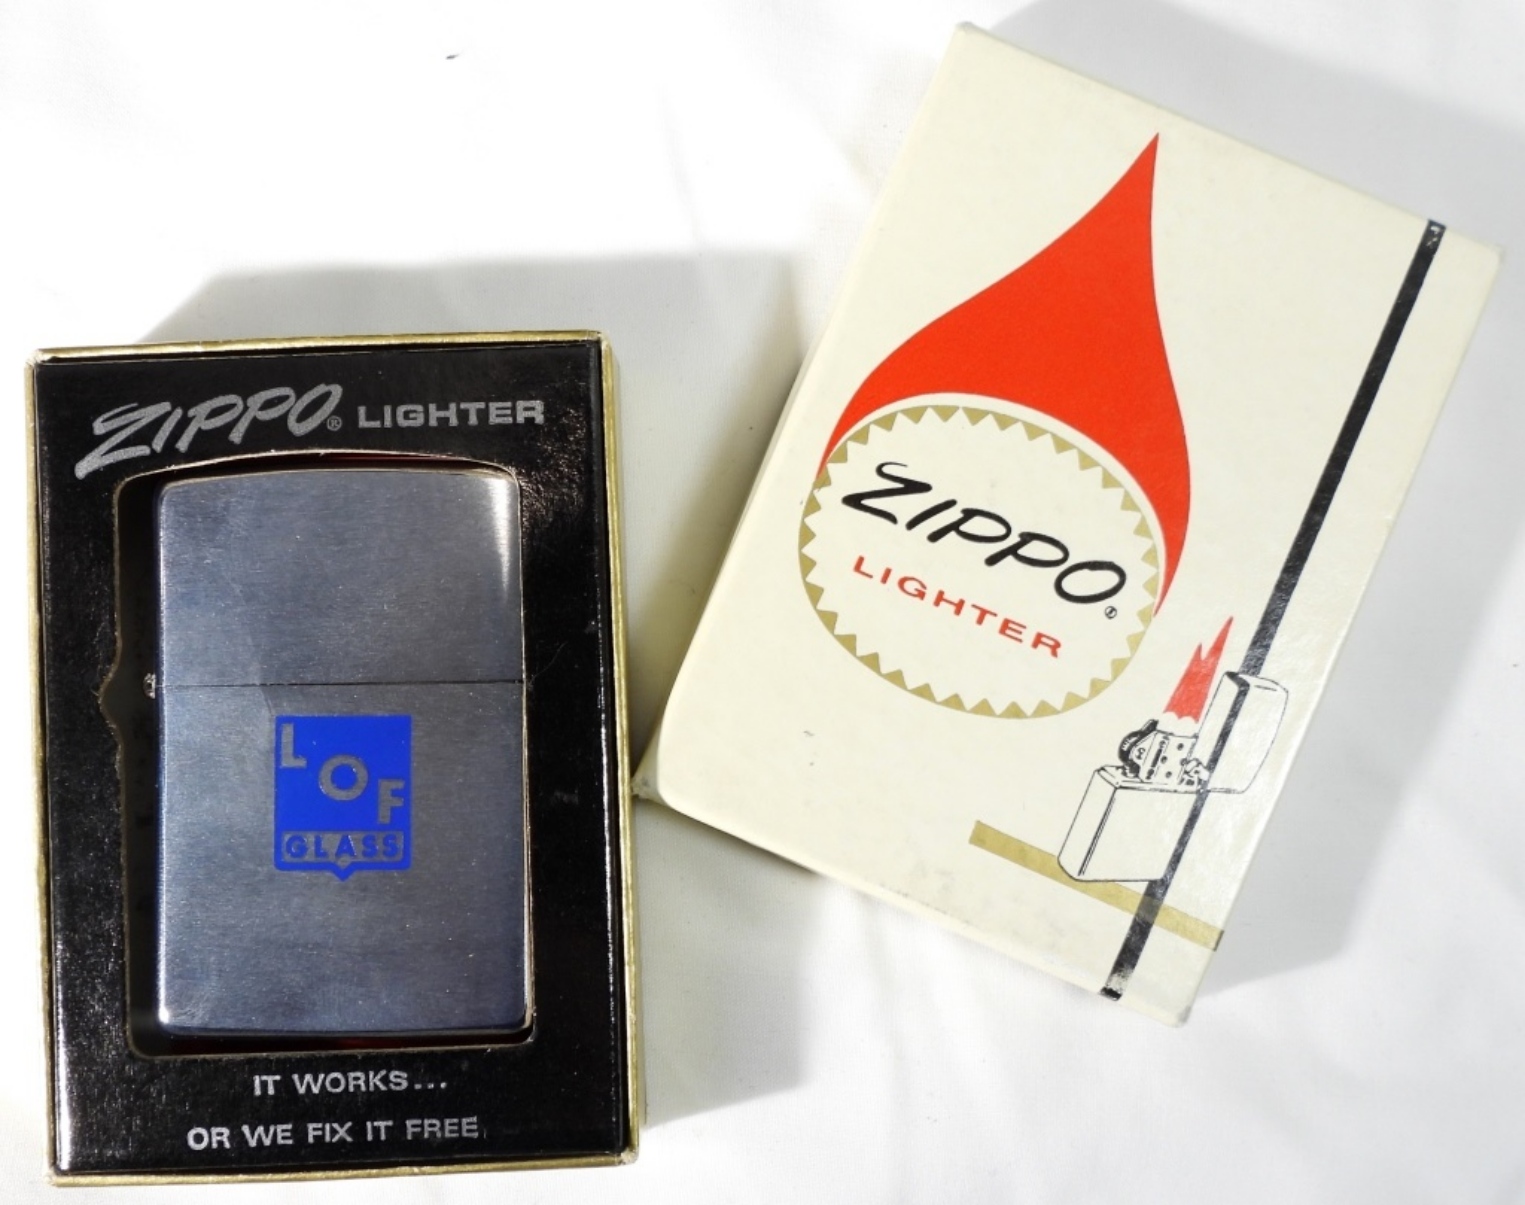 ZIPPO® LIGHTER
L
O
F
GLASS
IT WORKS...
OR WE FIX IT FREE
ZIPPO®
LIGHTER